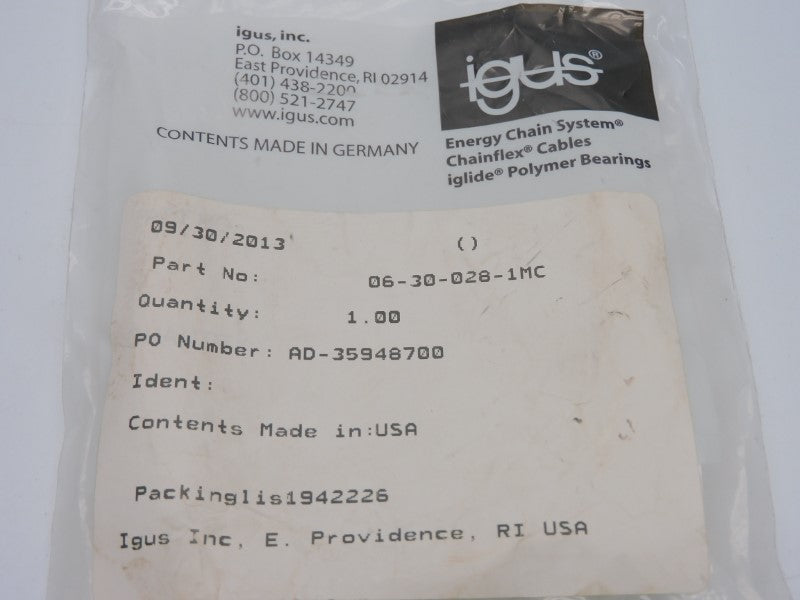 igus, inc.
P.O. Box 14349
East Providence, RI 02914
(401) 438-2200
(800) 521-2747
www.igus.com
CONTENTS MADE IN GERMANY
igus®
Energy Chain System®
Chainflex® Cables
iglide® Polymer Bearings
09/30/2013 ()
Part No: 06-30-028-1MC
Quantity: 1.00
PO Number: AD-35948700
Ident:
Contents Made in:USA
Packinglis1942226
Igus Inc, E. Providence, RI USA